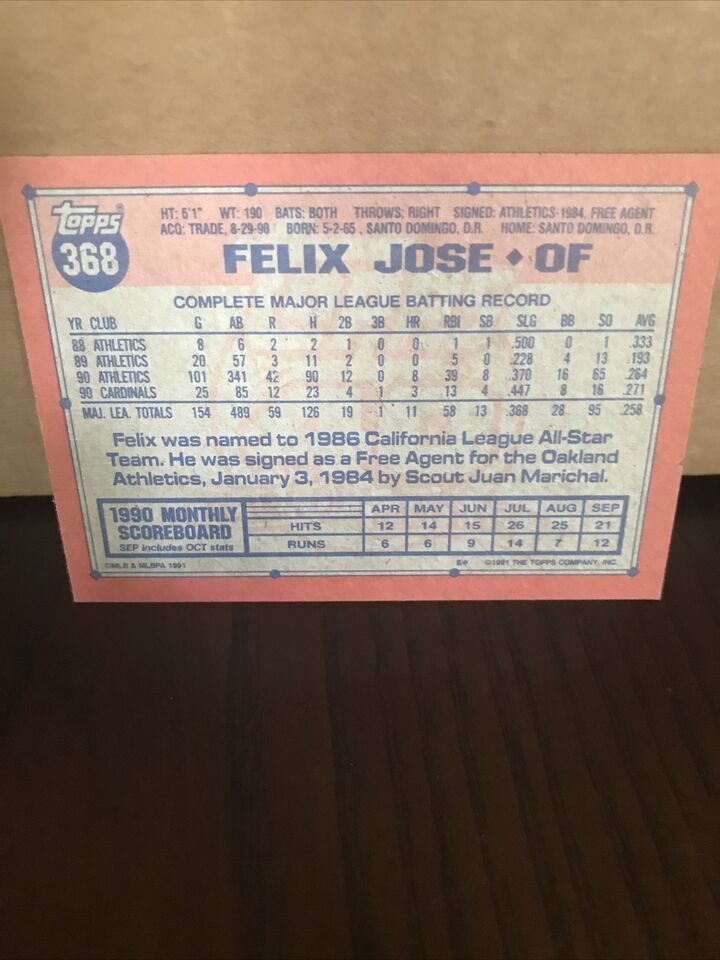 Topps®
368
HT: 6'1" WT: 190 BATS: BOTH THROWS: RIGHT SIGNED: ATHLETICS-1984, FREE AGENT
ACQ: TRADE, 8-29-90 BORN: 5-2-65, SANTO DOMINGO, D.R. HOME: SANTO DOMINGO, D.R.
FELIX JOSE ◆ OF
COMPLETE MAJOR LEAGUE BATTING RECORD
YR CLUB G AB R H 2B 3B HR RBI SB SLG BB SO AVG
88 ATHLETICS 8 6 2 2 1 0 0 1 1 .500 0 1 .333
89 ATHLETICS 20 57 3 11 2 0 0 5 0 .228 4 13 .193
90 ATHLETICS 101 341 42 90 12 0 8 39 8 .370 16 65 .264
90 CARDINALS 25 85 12 23 4 1 3 13 4 .447 8 16 .271
MAJ. LEA. TOTALS 154 489 59 126 19 1 11 58 13 .368 28 95 .258
Felix was named to 1986 California League All-Star
Team. He was signed as a Free Agent for the Oakland
Athletics, January 3, 1984 by Scout Juan Marichal.
1990 MONTHLY
SCOREBOARD
SEP includes OCT stats
APR MAY JUN JUL AUG SEP
HITS 12 14 15 26 25 21
RUNS 6 6 9 14 7 12
©MLB & MLBPA 1991 E* ©1991 THE TOPPS COMPANY, INC.